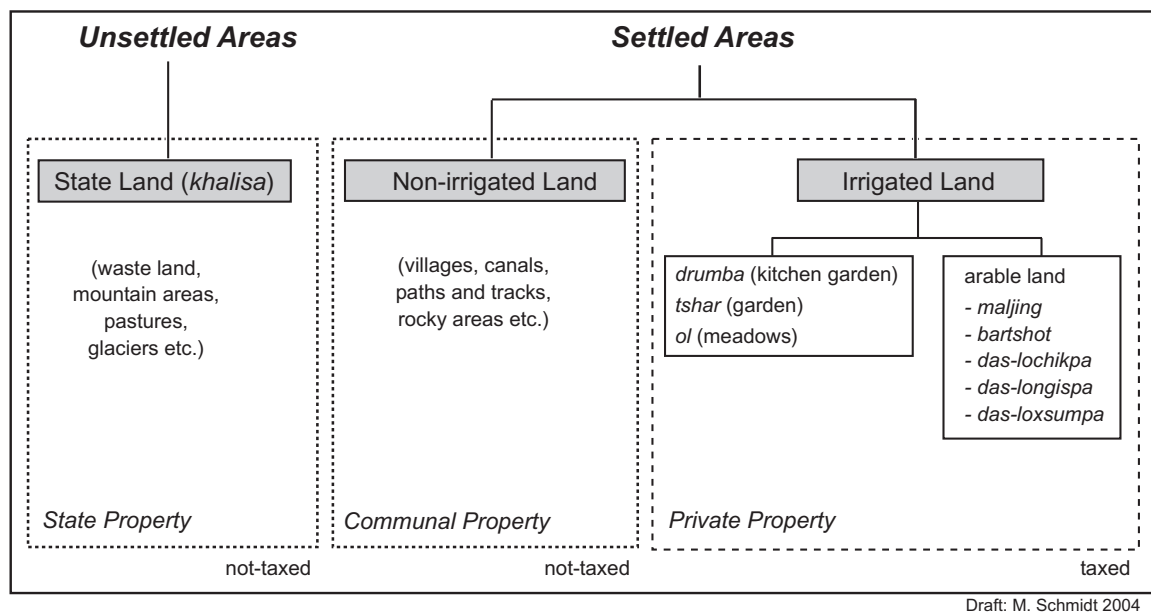 Unsettled Areas
Settled Areas
State Land (khalisa)
(waste land,
mountain areas,
pastures,
glaciers etc.)
State Property
not-taxed
Non-irrigated Land
(villages, canals,
paths and tracks,
rocky areas etc.)
Communal Property
not-taxed
Irrigated Land
drumba (kitchen garden)
tshar (garden)
ol (meadows)
arable land
- maljing
- bartshot
- das-lochikpa
- das-longispa
- das-loxsumpa
Private Property
taxed
Draft: M. Schmidt 2004